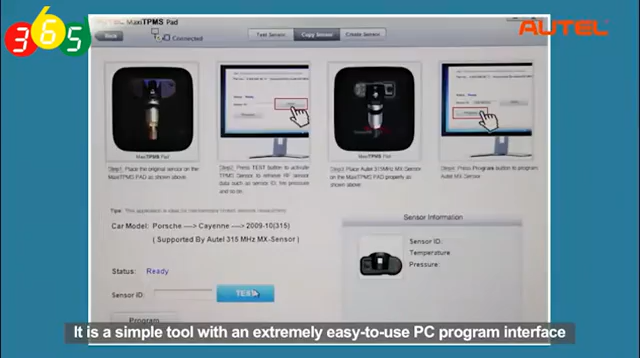 365
AUTEL MaxiTPMS Pad
AUTEL
Back
Connected
Test Sensor
Copy Sensor
Create Sensor
MaxiTPMS Pad
MaxiTPMS Pad
Step1: Place the original sensor on
the MaxiTPMS PAD as shown above.
Step2: Press TEST button to activate
TPMS Sensor to retrieve RF sensor
data such as sensor ID, tire pressure
and so on.
Step3: Place Autel 315MHz MX-Sensor
on the MaxiTPMS PAD properly as
shown above.
Step4: Press Program button to program
Autel MX-Sensor.
Tips: This
Car Model: Porsche ---> Cayenne ---> 2009-10(315)
( Supported By Autel 315 MHz MX-Sensor )
Status: Ready
Sensor ID:
TEST
Program
Sensor Information
Sensor ID:
Temperature
Pressure:
It is a simple tool with an extremely easy-to-use PC program interface